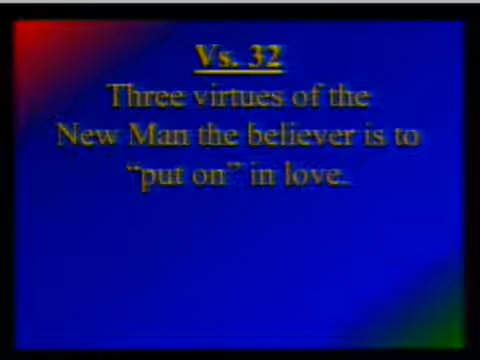 Vs. 32
Three virtues of the
New Man the believer is to
“put on” in love.